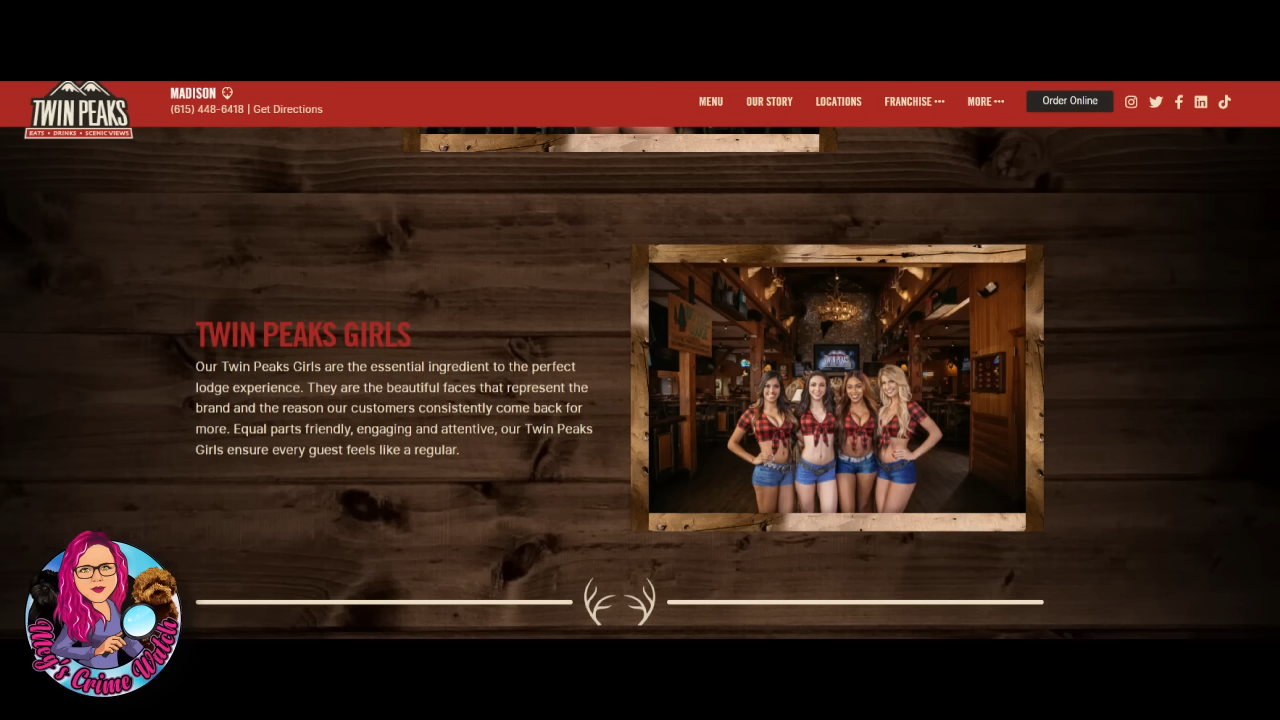 TWIN PEAKS
EATS • DRINKS • SCENIC VIEWS
MADISON
(615) 448-6418 | Get Directions
MENU
OUR STORY
LOCATIONS
FRANCHISE •••
MORE •••
Order Online
TWIN PEAKS GIRLS
Our Twin Peaks Girls are the essential ingredient to the perfect
lodge experience. They are the beautiful faces that represent the
brand and the reason our customers consistently come back for
more. Equal parts friendly, engaging and attentive, our Twin Peaks
Girls ensure every guest feels like a regular.
TWIN PEAKS
Meg's Crime Watch